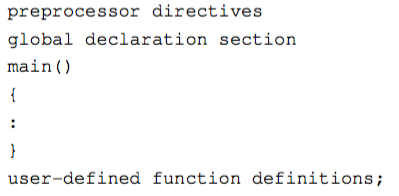 preprocessor directives
global declaration section
main()
{
:
}
user-defined function definitions;